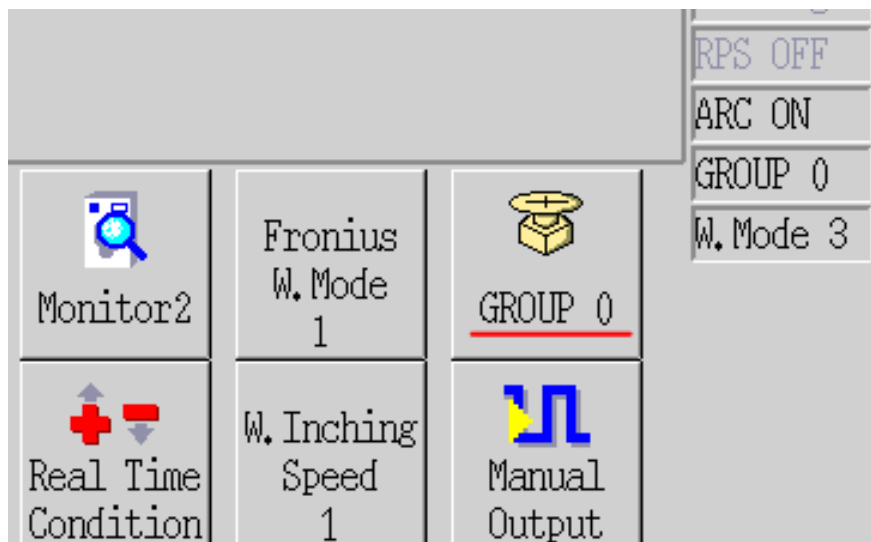 RPS OFF
ARC ON
GROUP 0
W.Mode 3
Monitor2
Fronius
W.Mode
1
GROUP 0
Real Time
Condition
W.Inching
Speed
1
Manual
Output